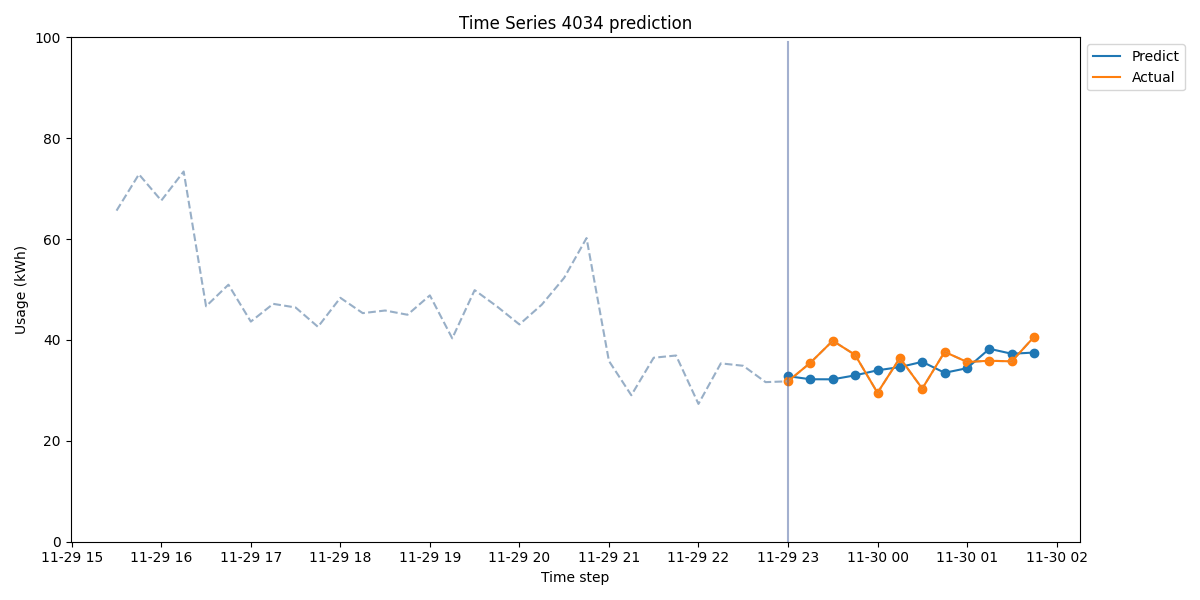 Time Series 4034 prediction
100
80
60
40
20
0
Usage (kWh)
11-29 15 11-29 16 11-29 17 11-29 18 11-29 19 11-29 20 11-29 21 11-29 22 11-29 23 11-30 00 11-30 01 11-30 02
Time step
Predict
Actual